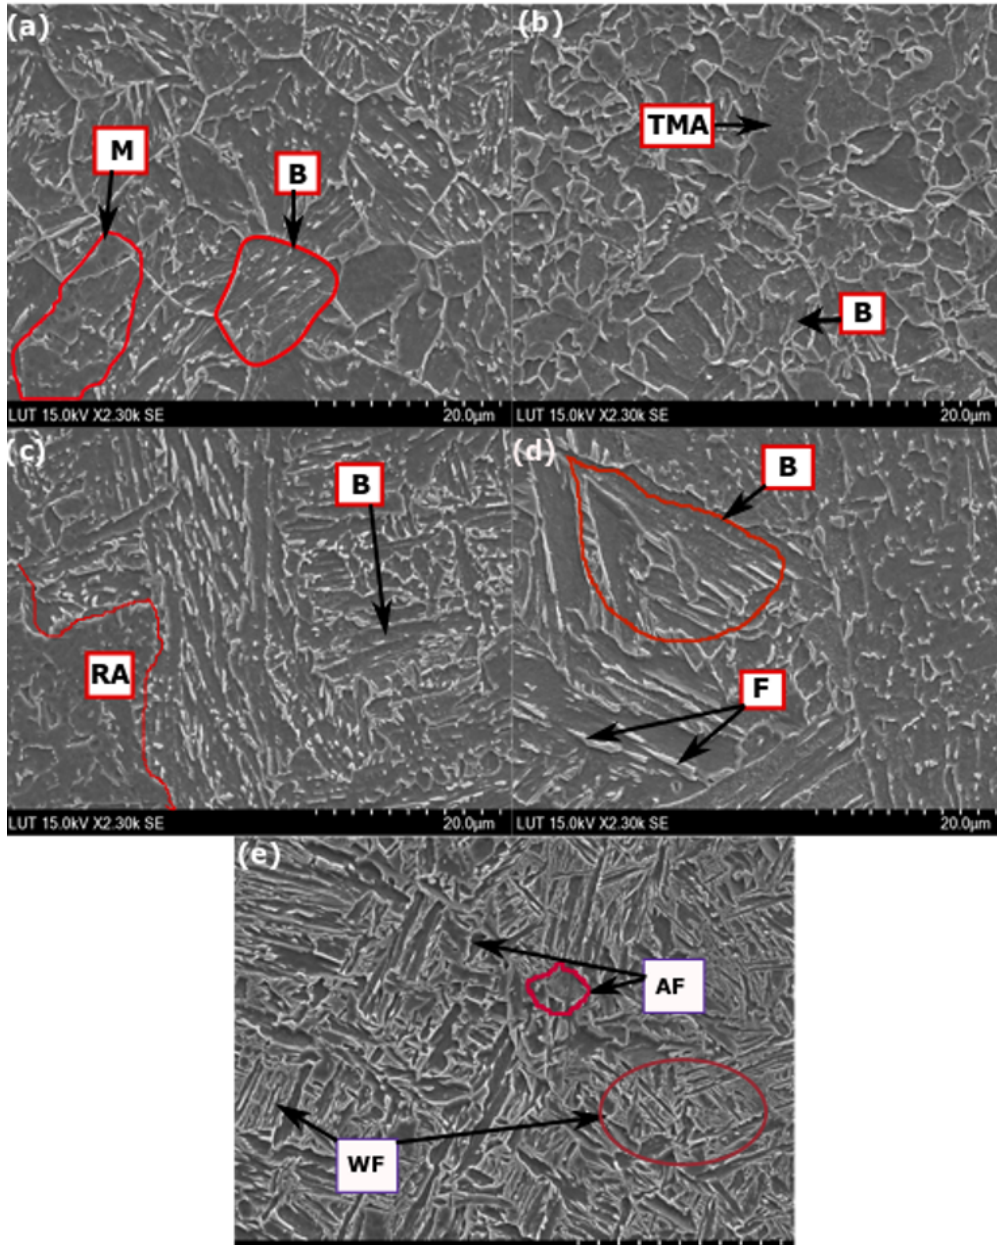 (a)
M
B
LUT 15.0kV X2.30k SE
20.0µm
(b)
TMA
B
LUT 15.0kV X2.30k SE
20.0µm
(c)
B
RA
LUT 15.0kV X2.30k SE
20.0µm
(d)
B
F
LUT 15.0kV X2.30k SE
20.0µm
(e)
AF
WF